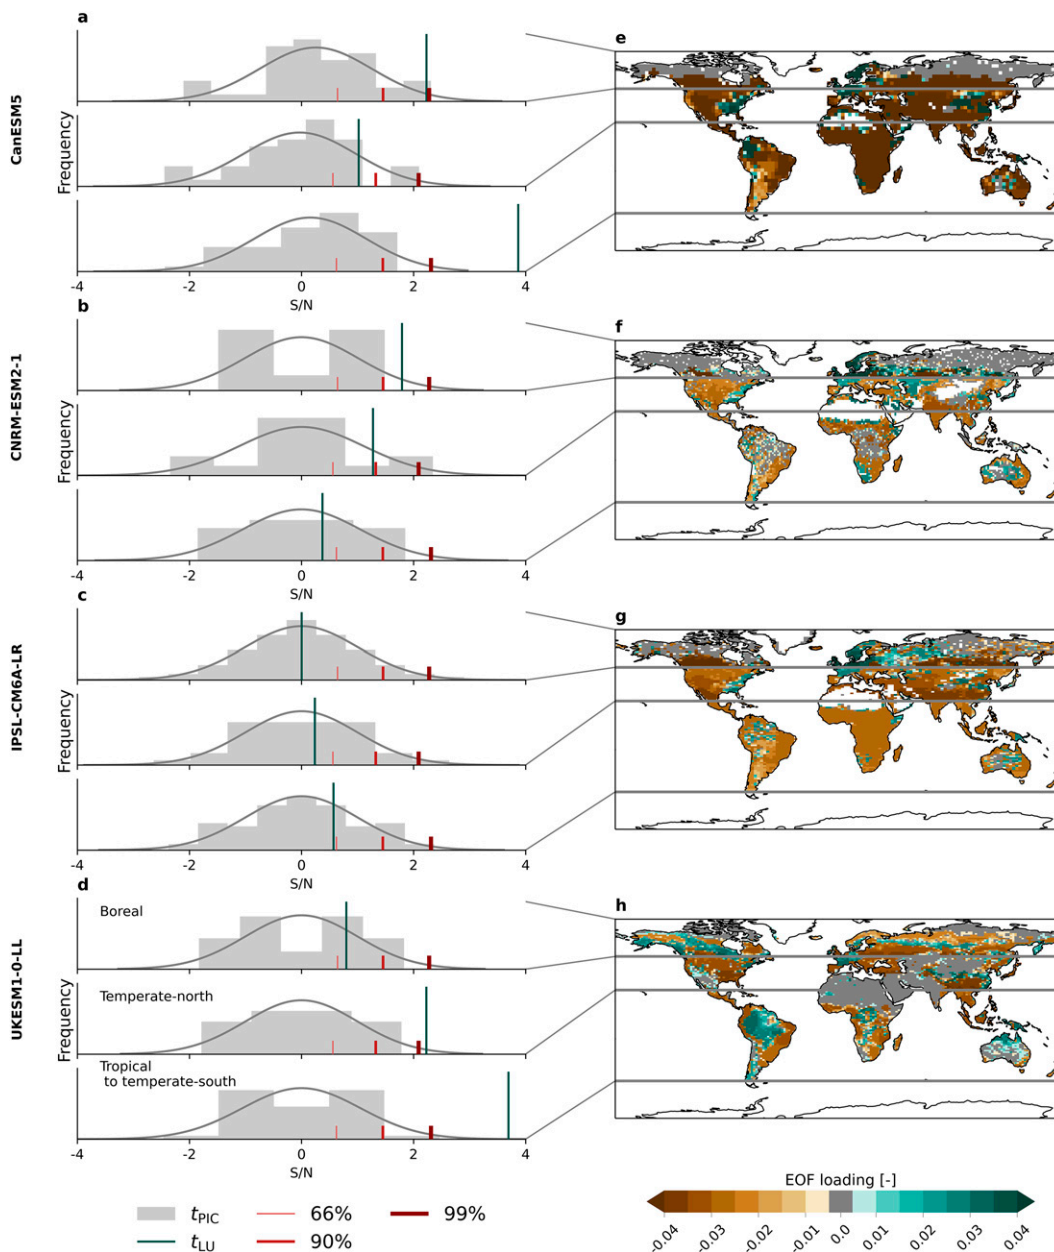 a
CanESM5
Frequency
-4
-2
0
2
4
S/N
e
b
CNRM-ESM2-1
Frequency
-4
-2
0
2
4
S/N
f
c
IPSL-CM6A-LR
Frequency
-4
-2
0
2
4
S/N
g
d
UKESM1-0-LL
Boreal
Temperate-north
Frequency
Tropical
to temperate-south
-4
-2
0
2
4
S/N
h
tPIC
66%
99%
tLU
90%
EOF loading [-]
-0.04
-0.03
-0.02
-0.01
0.0
0.01
0.02
0.03
0.04